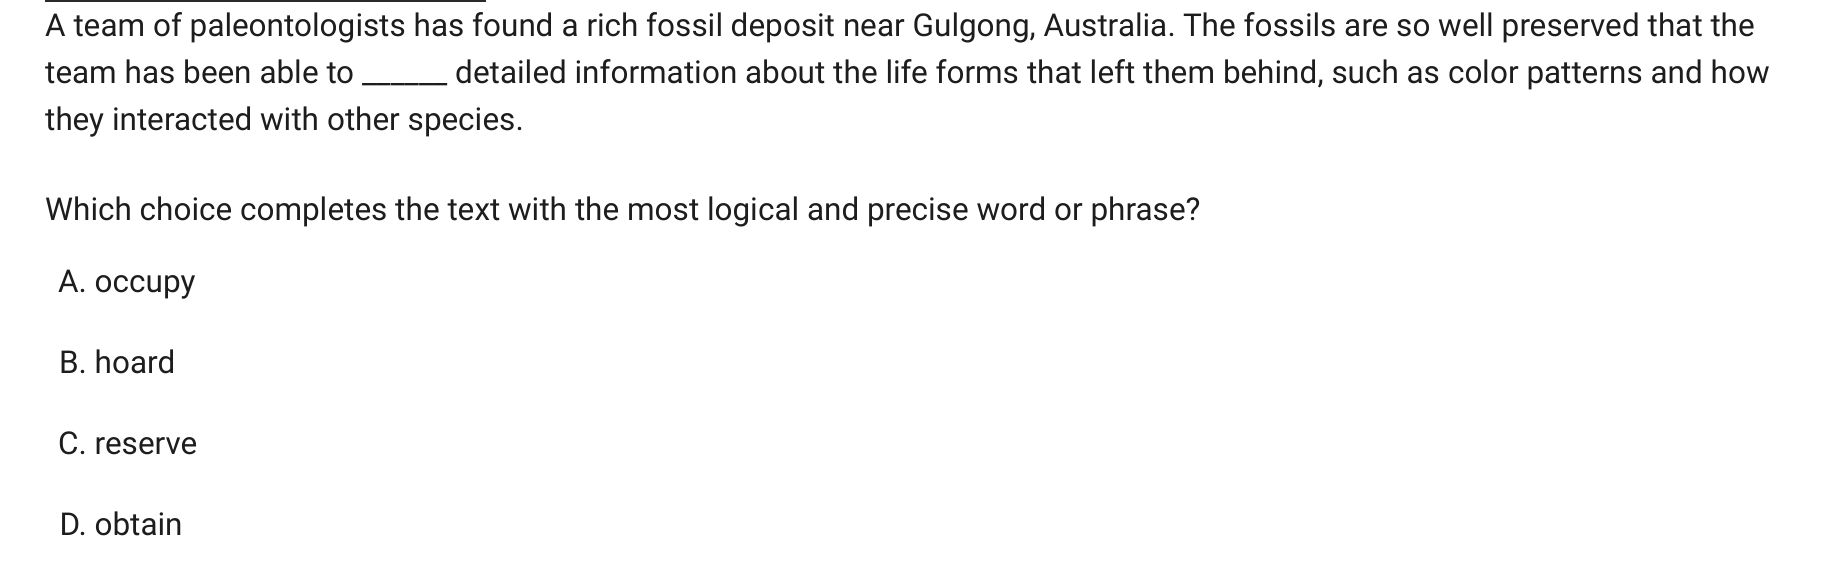 A team of paleontologists has found a rich fossil deposit near Gulgong, Australia. The fossils are so well preserved that the
team has been able to ______ detailed information about the life forms that left them behind, such as color patterns and how
they interacted with other species.
Which choice completes the text with the most logical and precise word or phrase?
A. occupy
B. hoard
C. reserve
D. obtain